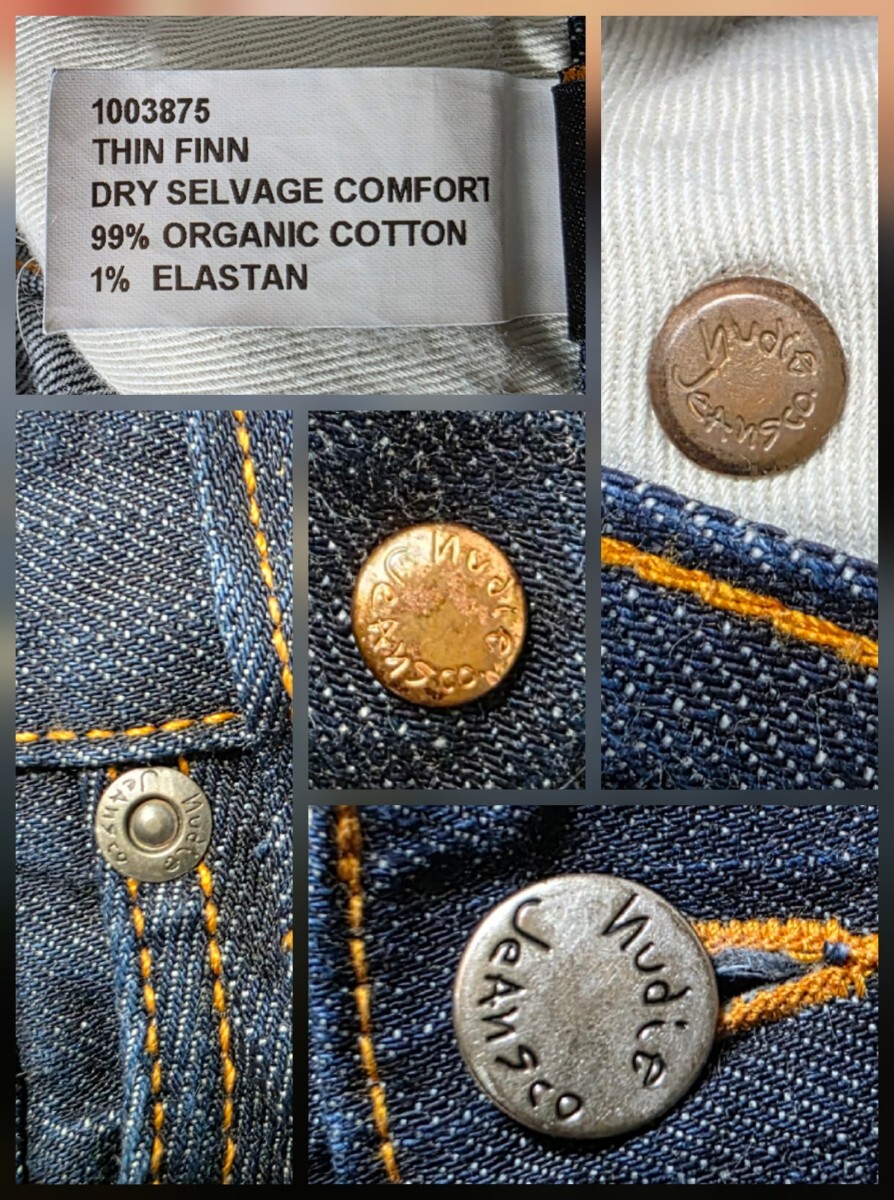 1003875
THIN FINN
DRY SELVAGE COMFORT
99% ORGANIC COTTON
1% ELASTAN
Nudie
Jeans co.
Nudie
Jeans co
Nudie
Jeans co
Nudie
Jeans co